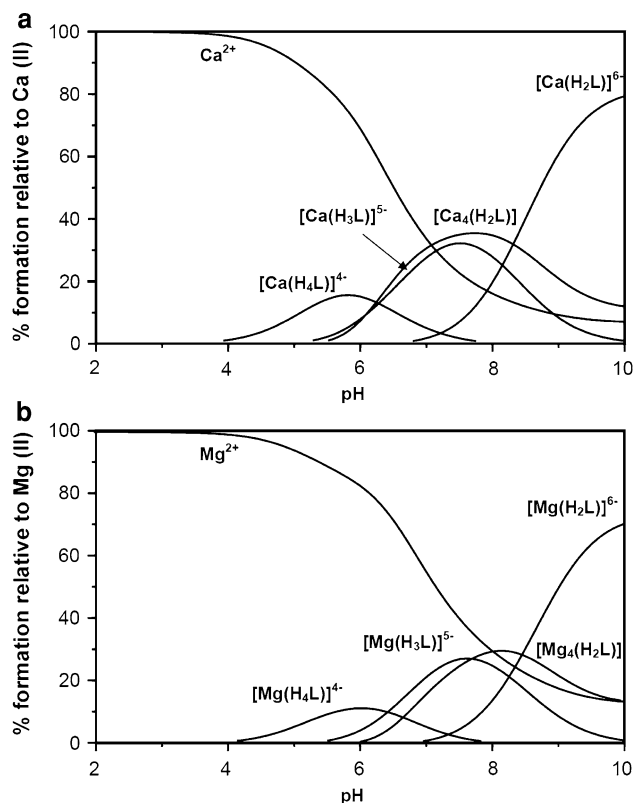 a
% formation relative to Ca (II)
100
80
60
40
20
0
Ca²⁺
[Ca(H₂L)]⁶⁻
[Ca(H₃L)]⁵⁻
[Ca₄(H₂L)]
[Ca(H₄L)]⁴⁻
2 4 6 8 10
pH
b
% formation relative to Mg (II)
100
80
60
40
20
0
Mg²⁺
[Mg(H₂L)]⁶⁻
[Mg(H₃L)]⁵⁻
[Mg₄(H₂L)]
[Mg(H₄L)]⁴⁻
2 4 6 8 10
pH